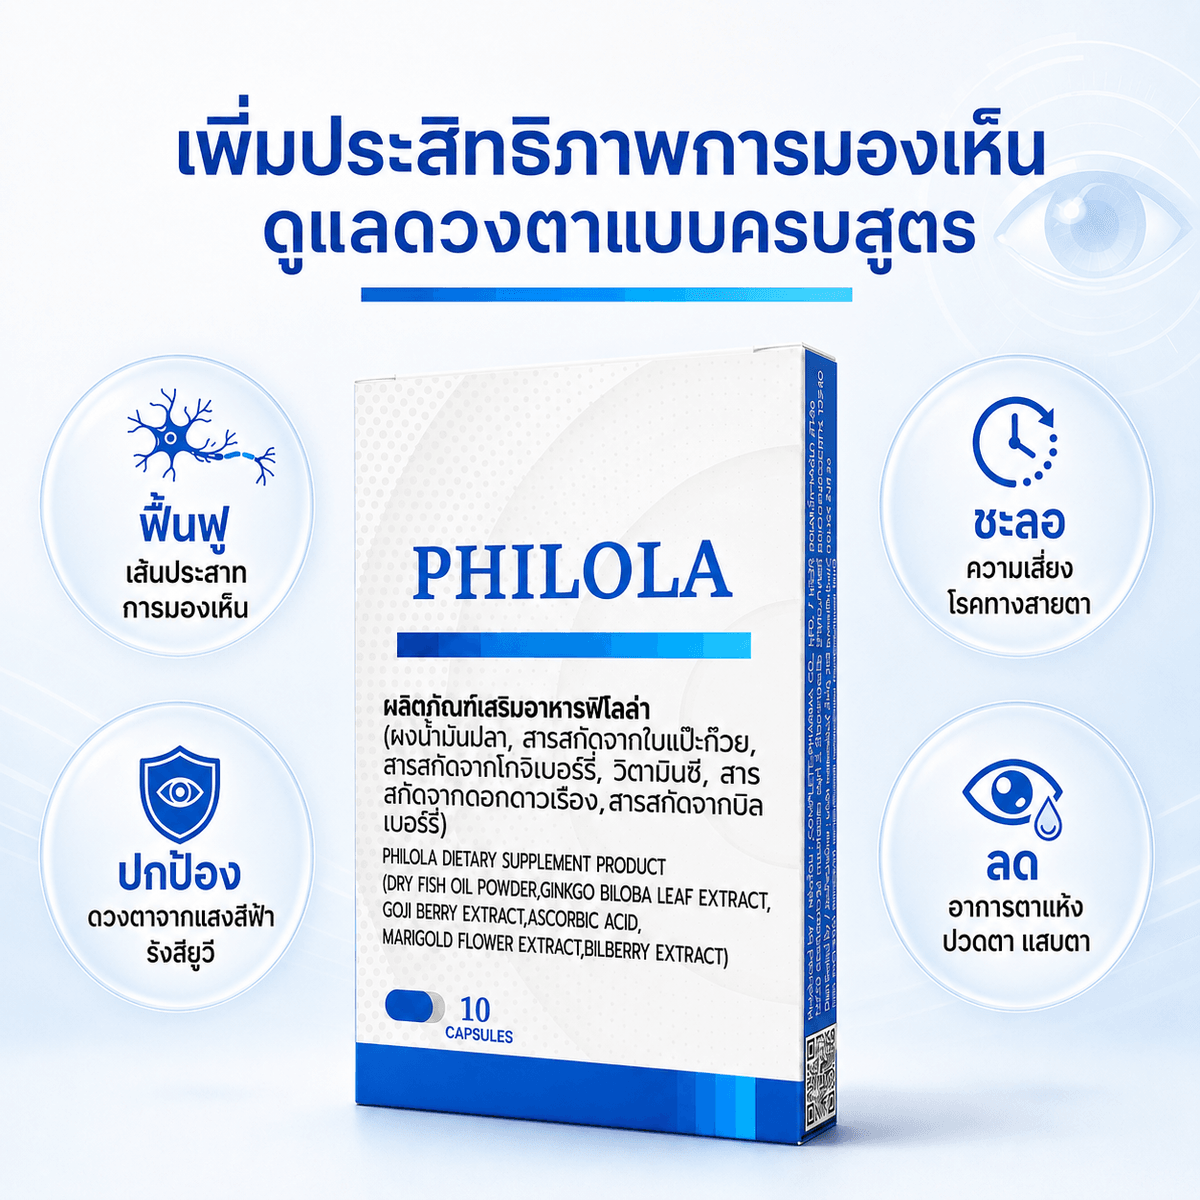 เพิ่มประสิทธิภาพการมองเห็น
ดูแลดวงตาแบบครบสูตร
ฟื้นฟู
เส้นประสาท
การมองเห็น
ปกป้อง
ดวงตาจากแสงสีฟ้า
รังสียูวี
PHILOLA
ผลิตภัณฑ์เสริมอาหารฟิโลล่า
(ผงน้ำมันปลา, สารสกัดจากใบแป๊ะก๊วย,
สารสกัดจากโกจิเบอร์รี่, วิตามินซี, สาร
สกัดจากดอกดาวเรือง, สารสกัดจากบิล
เบอร์รี่)
PHILOLA DIETARY SUPPLEMENT PRODUCT
(DRY FISH OIL POWDER,GINKGO BILOBA LEAF EXTRACT,
GOJI BERRY EXTRACT,ASCORBIC ACID,
MARIGOLD FLOWER EXTRACT,BILBERRY EXTRACT)
10
CAPSULES
ชะลอ
ความเสี่ยง
โรคทางสายตา
ลด
อาการตาแห้ง
ปวดตา แสบตา